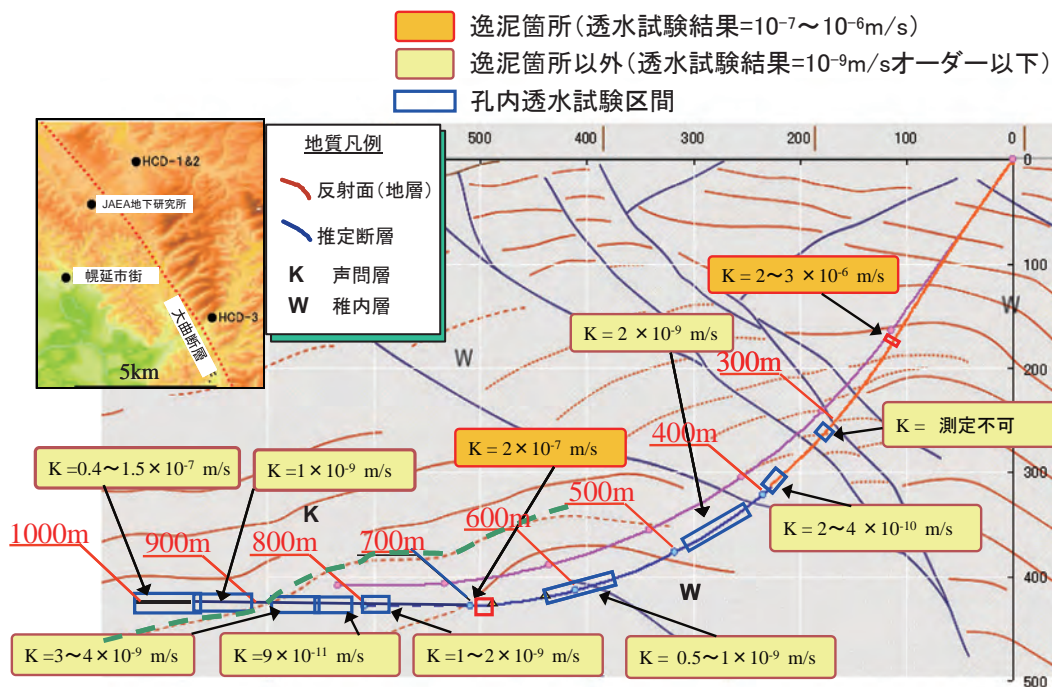 逸泥箇所(透水試験結果=10⁻⁷～10⁻⁶m/s)
逸泥箇所以外(透水試験結果=10⁻⁹m/sオーダー以下)
孔内透水試験区間
HCD-1&2
JAEA地下研究所
幌延市街
大曲断層
HCD-3
5km
地質凡例
反射面(地層)
推定断層
K 声問層
W 稚内層
500
400
300
200
100
0
0
100
200
300
400
500
W
W
W
K
K = 2～3 ×10⁻⁶ m/s
K = 2 ×10⁻⁹ m/s
300m
K = 測定不可
400m
K = 2×10⁻⁷ m/s
500m
K = 2～4 ×10⁻¹⁰ m/s
K =0.4～1.5×10⁻⁷ m/s
K =1×10⁻⁹ m/s
600m
700m
800m
900m
1000m
K =3～4×10⁻⁹ m/s
K =9×10⁻¹¹ m/s
K =1～2×10⁻⁹ m/s
K = 0.5～1×10⁻⁹ m/s